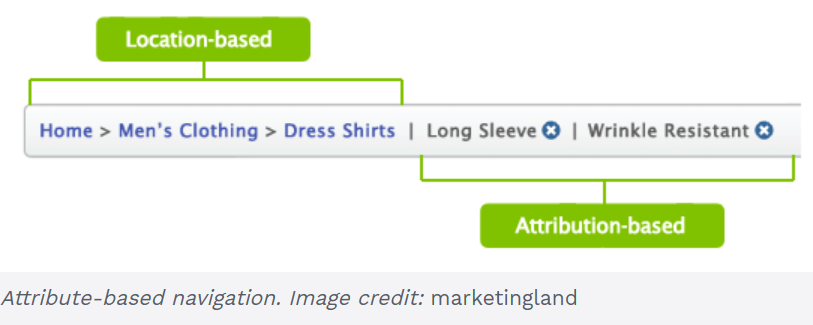 Location-based
Home > Men's Clothing > Dress Shirts | Long Sleeve | Wrinkle Resistant
Attribution-based
Attribute-based navigation. Image credit: marketingland